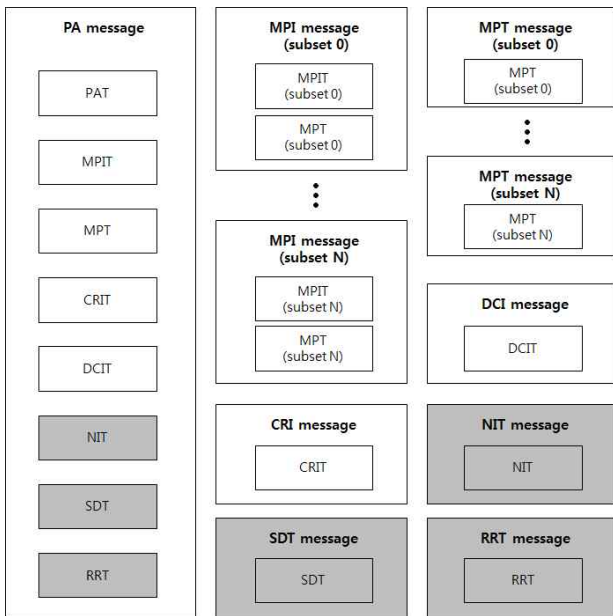 PA message
PAT
MPIT
MPT
CRIT
DCIT
NIT
SDT
RRT
MPI message
(subset 0)
MPIT
(subset 0)
MPT
(subset 0)
MPI message
(subset N)
MPIT
(subset N)
MPT
(subset N)
CRI message
CRIT
SDT message
SDT
MPT message
(subset 0)
MPT
(subset 0)
MPT message
(subset N)
MPT
(subset N)
DCI message
DCIT
NIT message
NIT
RRT message
RRT